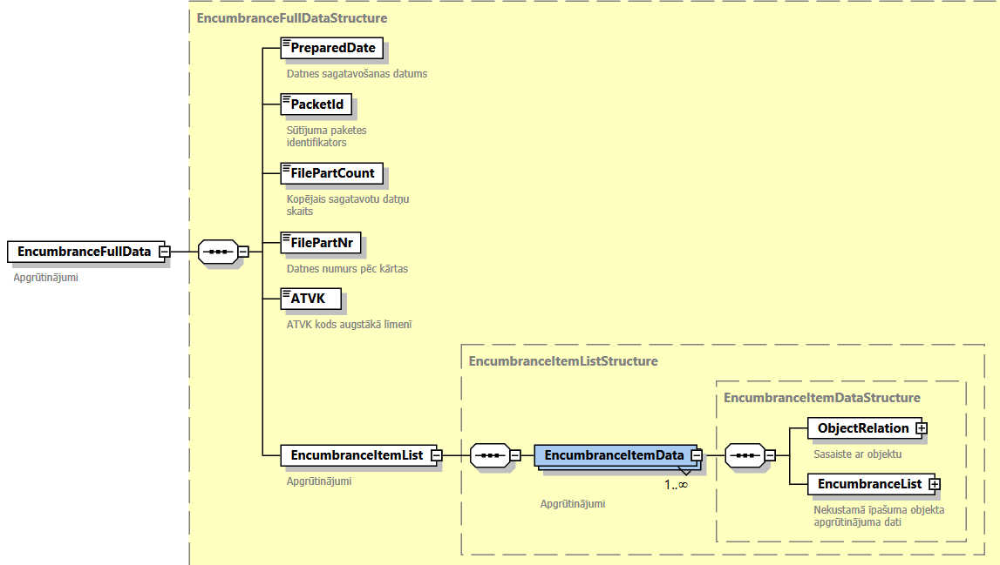 EncumbranceFullDataStructure
PreparedDate
Datnes sagatavošanas datums
PacketId
Sūtījuma paketes
identifikators
FilePartCount
Kopējais sagatavotu datņu
skaits
EncumbranceFullData
Apgrūtinājumi
FilePartNr
Datnes numurs pēc kārtas
ATVK
ATVK kods augstākā līmenī
EncumbranceItemList
Apgrūtinājumi
EncumbranceItemListStructure
EncumbranceItemData
1..∞
Apgrūtinājumi
EncumbranceItemDataStructure
ObjectRelation
Sasaiste ar objektu
EncumbranceList
Nekustamā īpašuma objekta
apgrūtinājuma dati